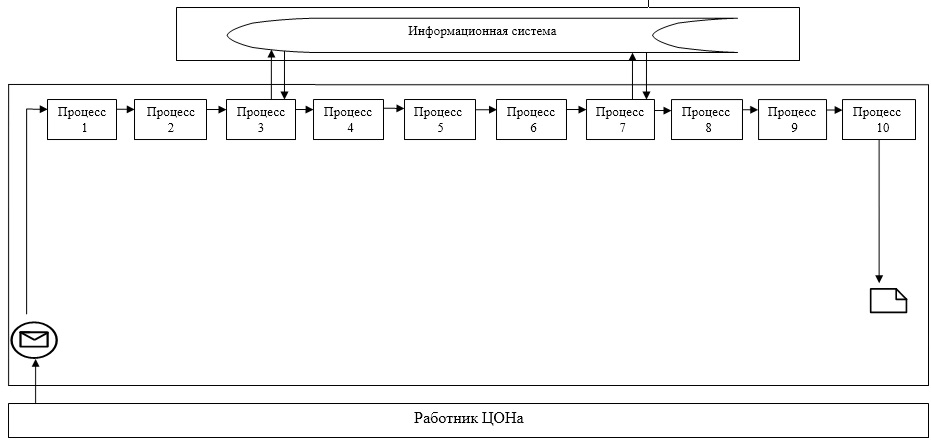 Информационная система
Процесс
1
Процесс
2
Процесс
3
Процесс
4
Процесс
5
Процесс
6
Процесс
7
Процесс
8
Процесс
9
Процесс
10
Работник ЦОНа